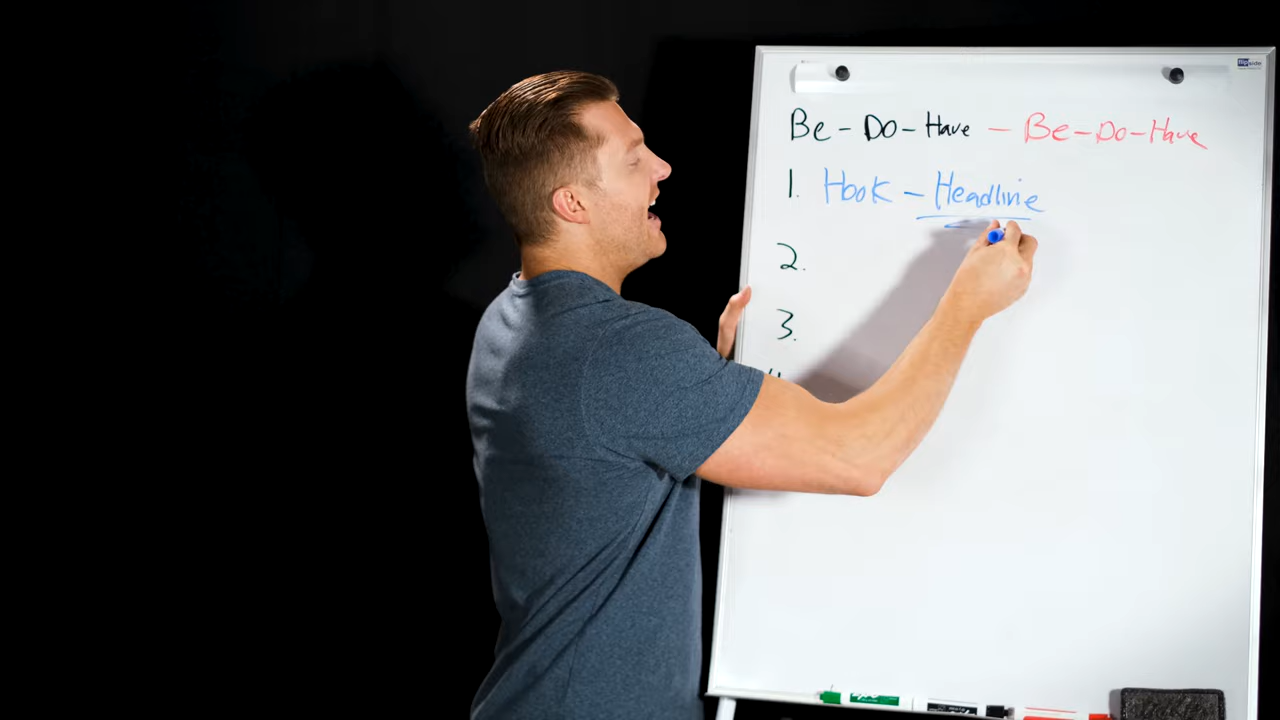 Be - Do - Have - Be - Do - Have
1. Hook - Headline
2.
3.